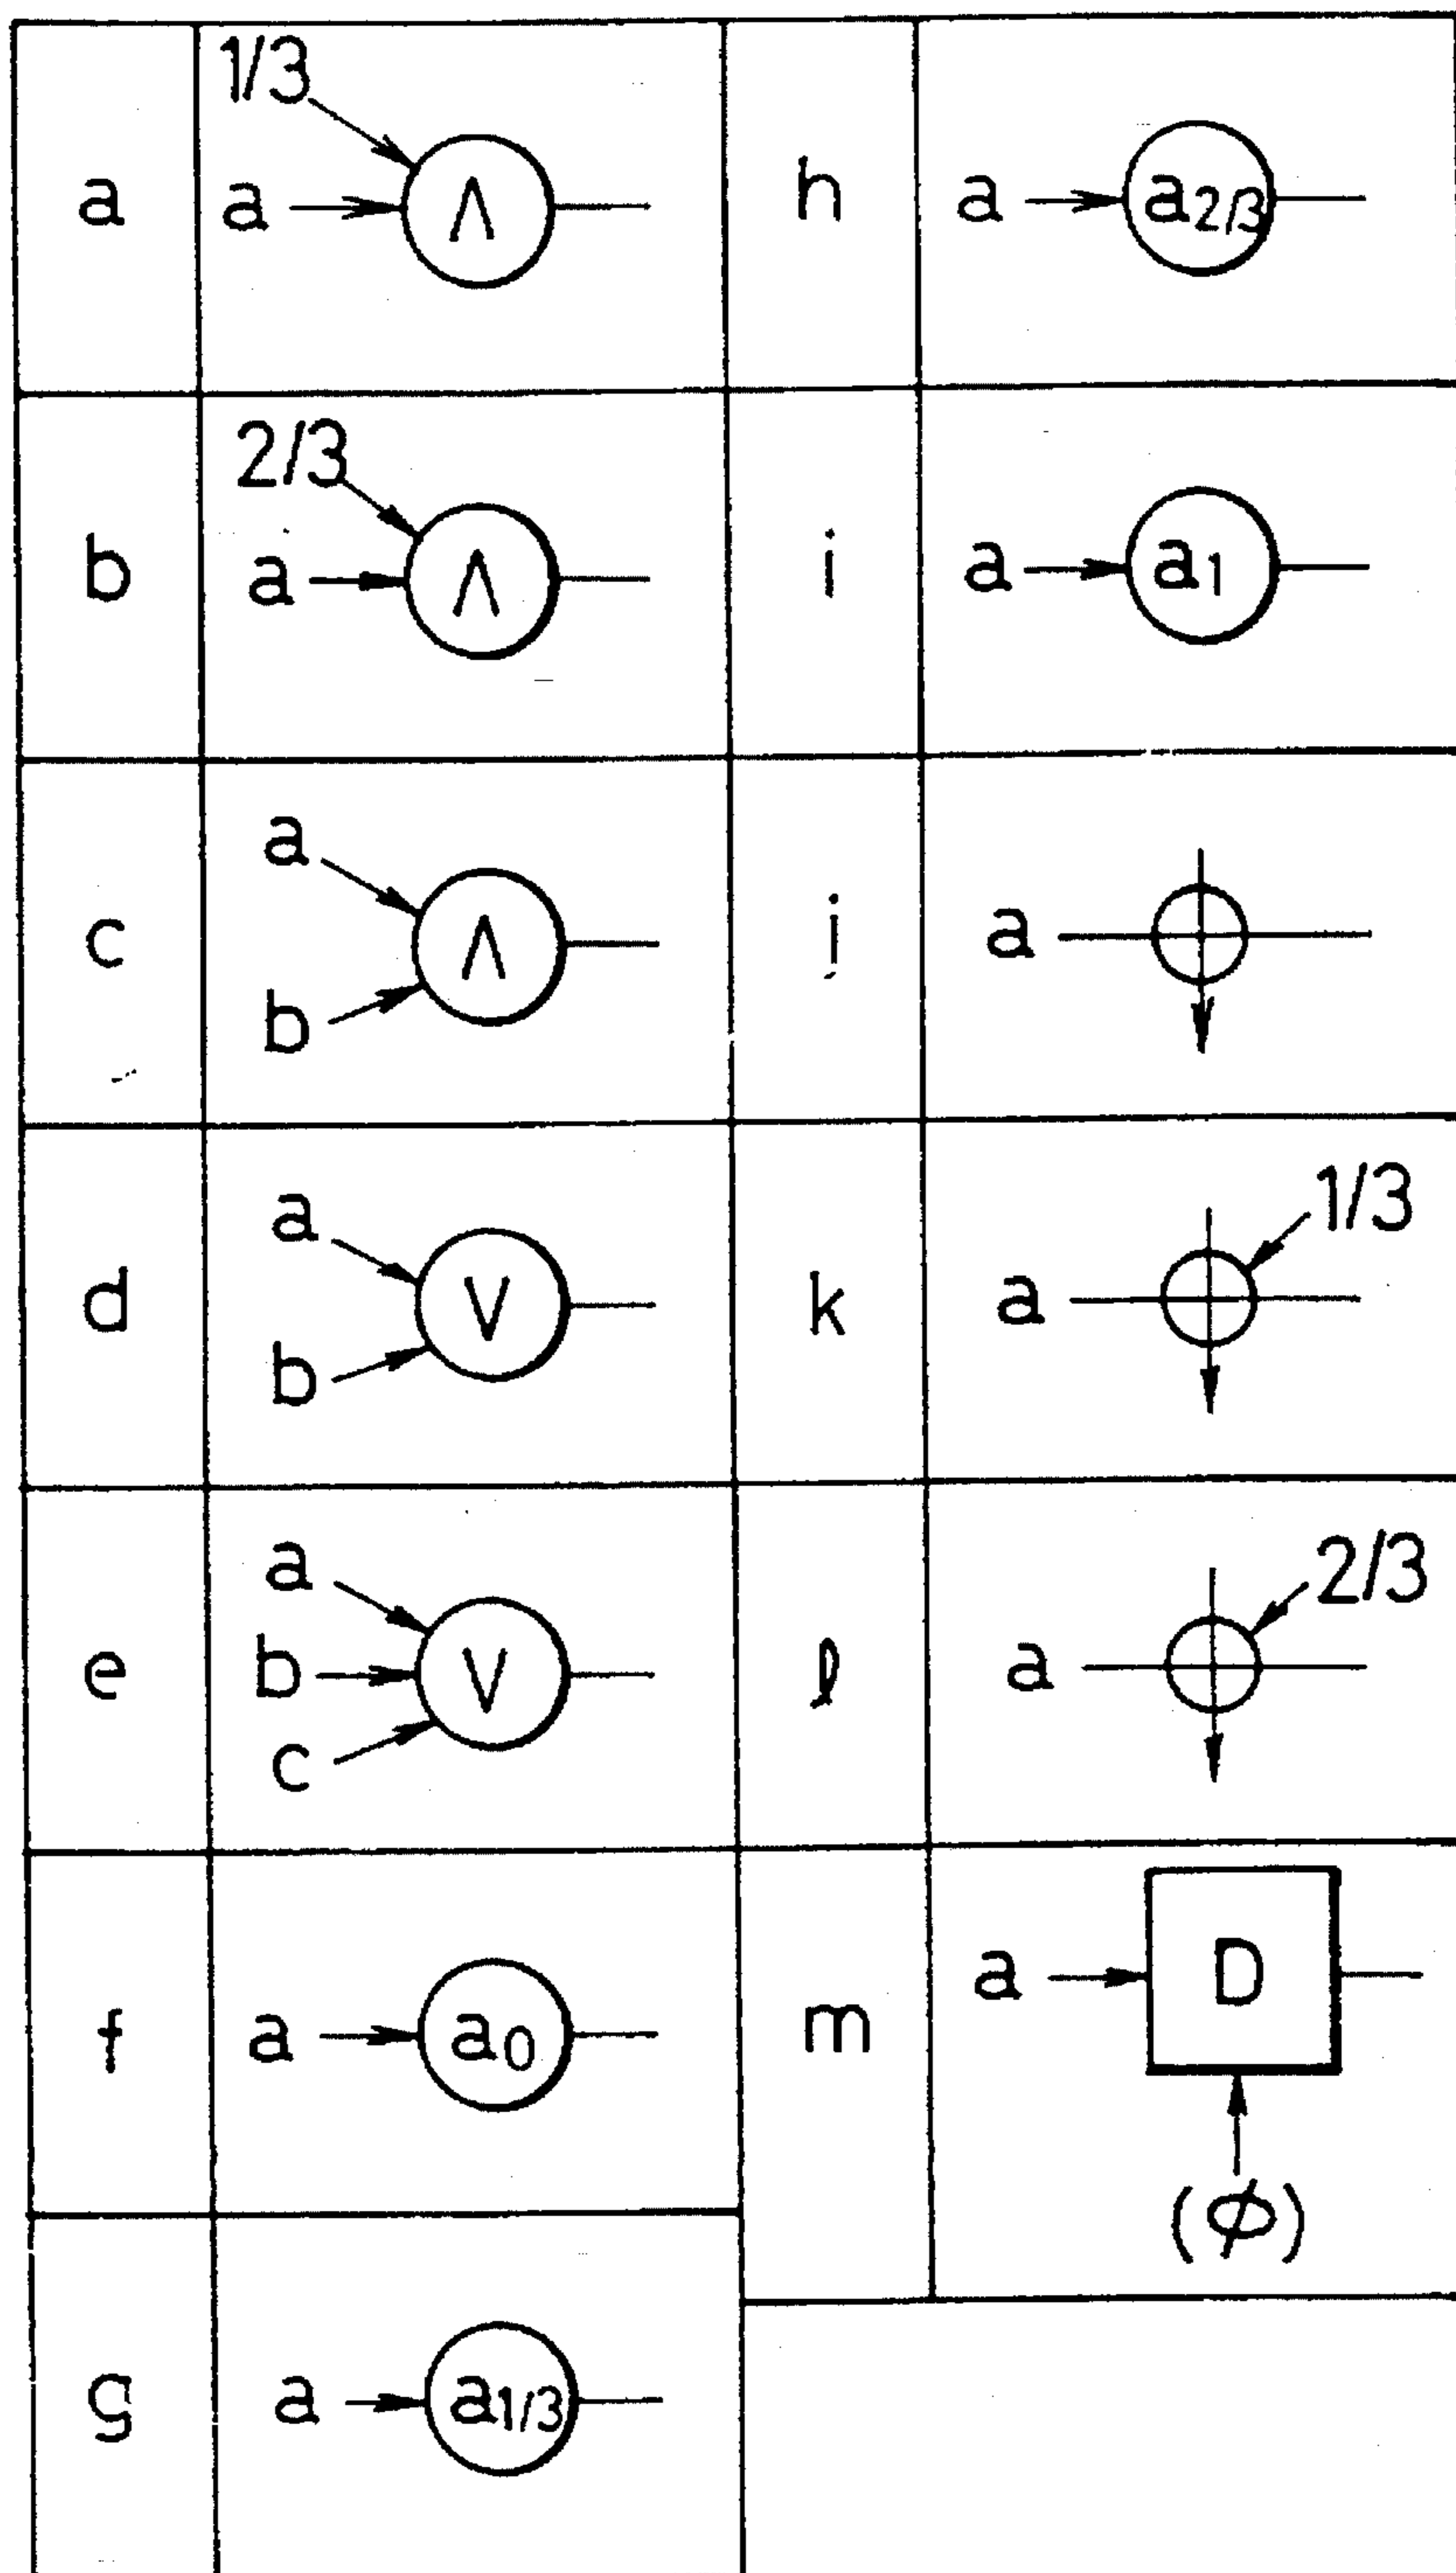 a
1/3
a ∧
b
2/3
a ∧
c
a
∧
b
d
a
∨
b
e
a
b ∨
c
f
a a0
g
a a1/3
h
a a2/3
i
a a1
j
a
k
1/3
a
l
2/3
a
m
a D
(φ)